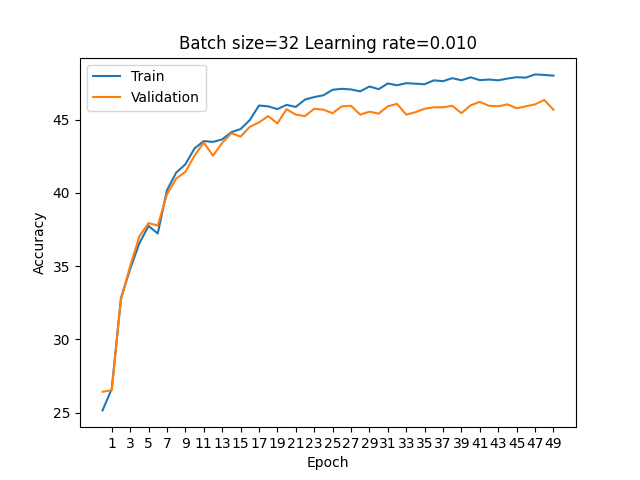 Batch size=32 Learning rate=0.010
Train
Validation
45
40
35
30
25
Accuracy
1 3 5 7 9 11 13 15 17 19 21 23 25 27 29 31 33 35 37 39 41 43 45 47 49
Epoch